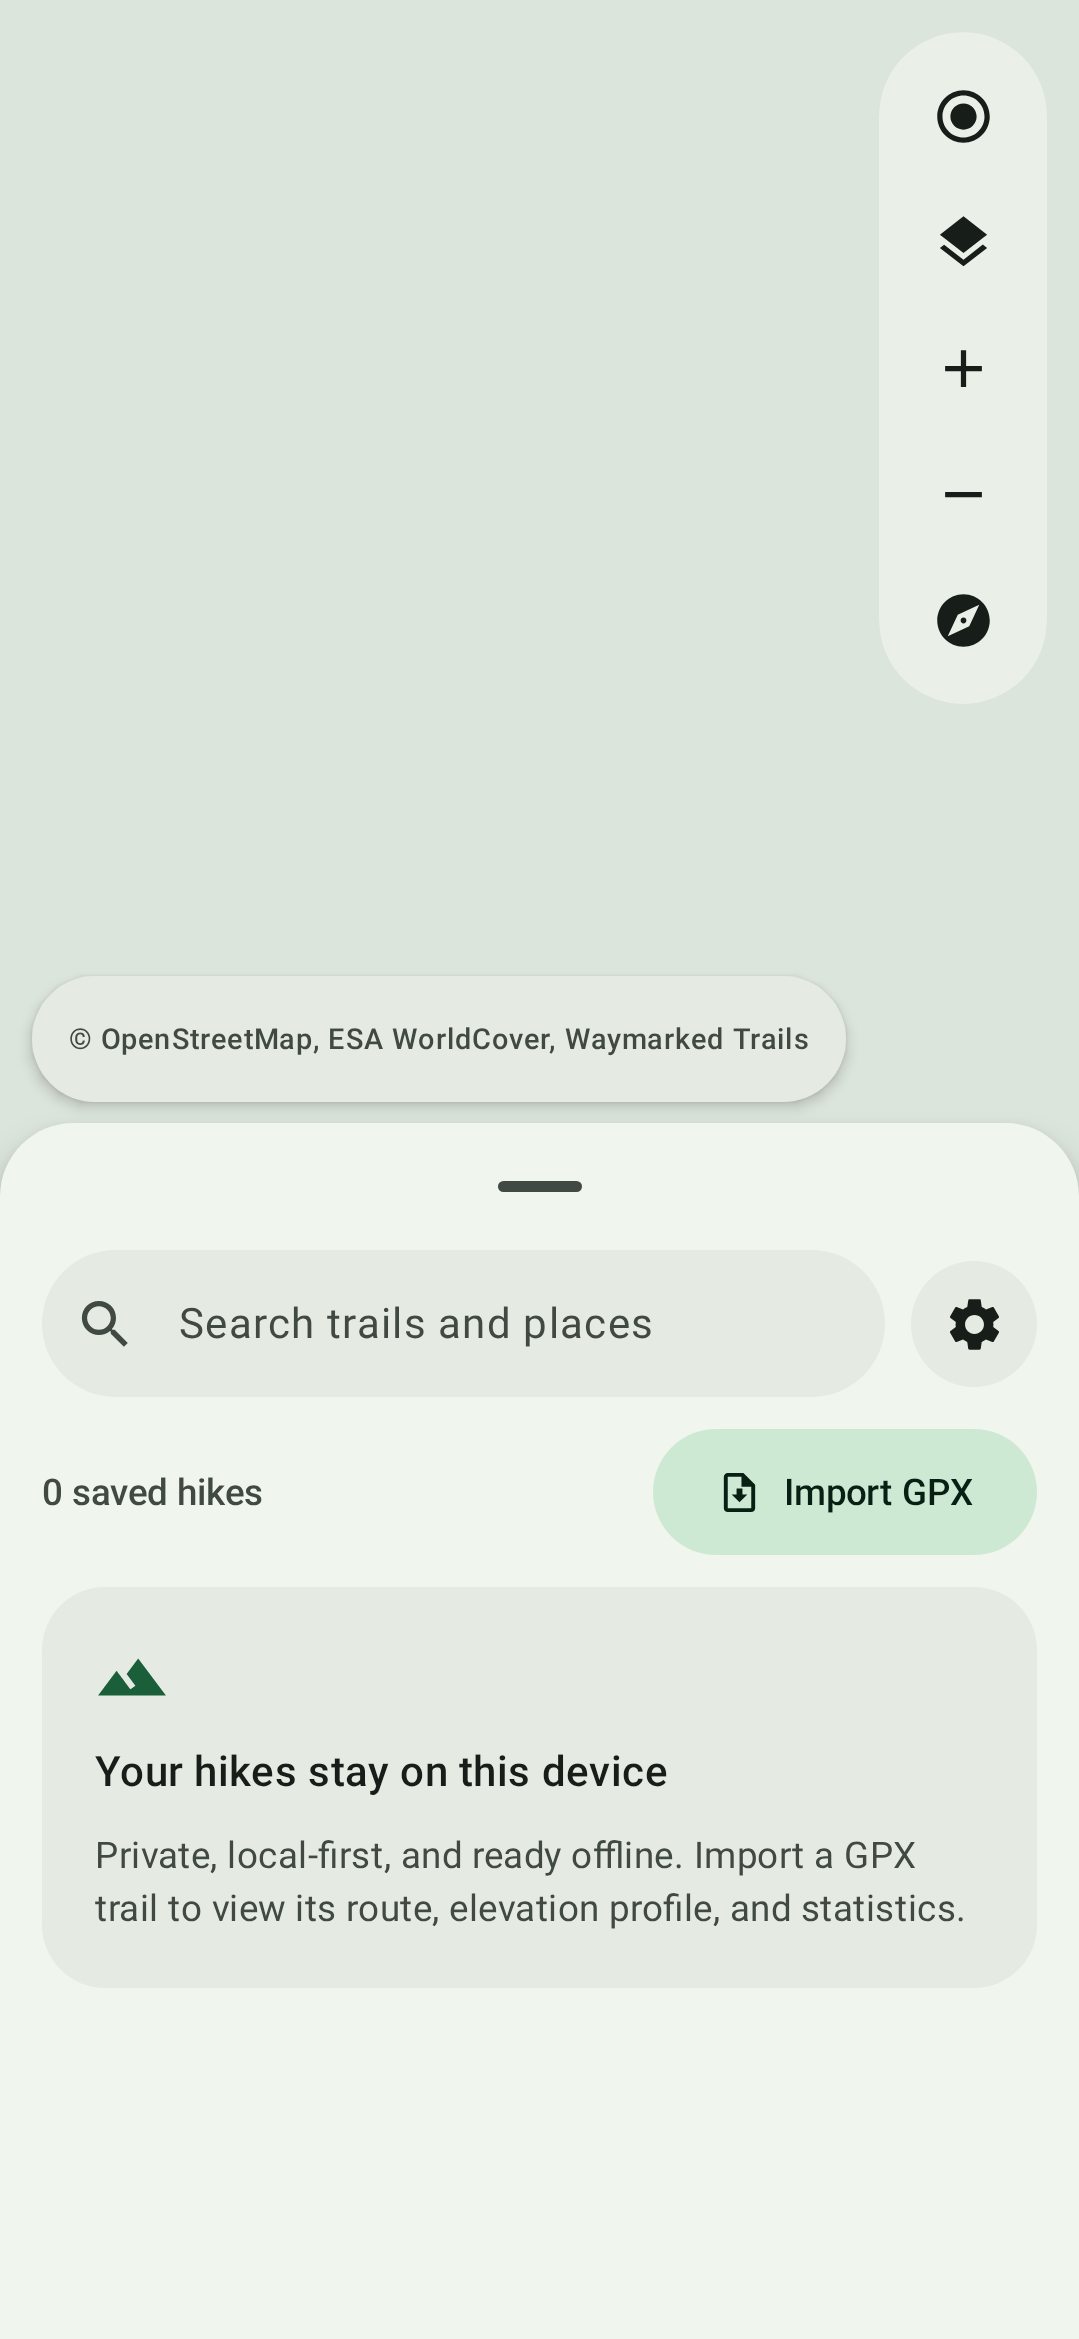 © OpenStreetMap, ESA WorldCover, Waymarked Trails
Search trails and places
0 saved hikes
Import GPX
Your hikes stay on this device
Private, local-first, and ready offline. Import a GPX
trail to view its route, elevation profile, and statistics.